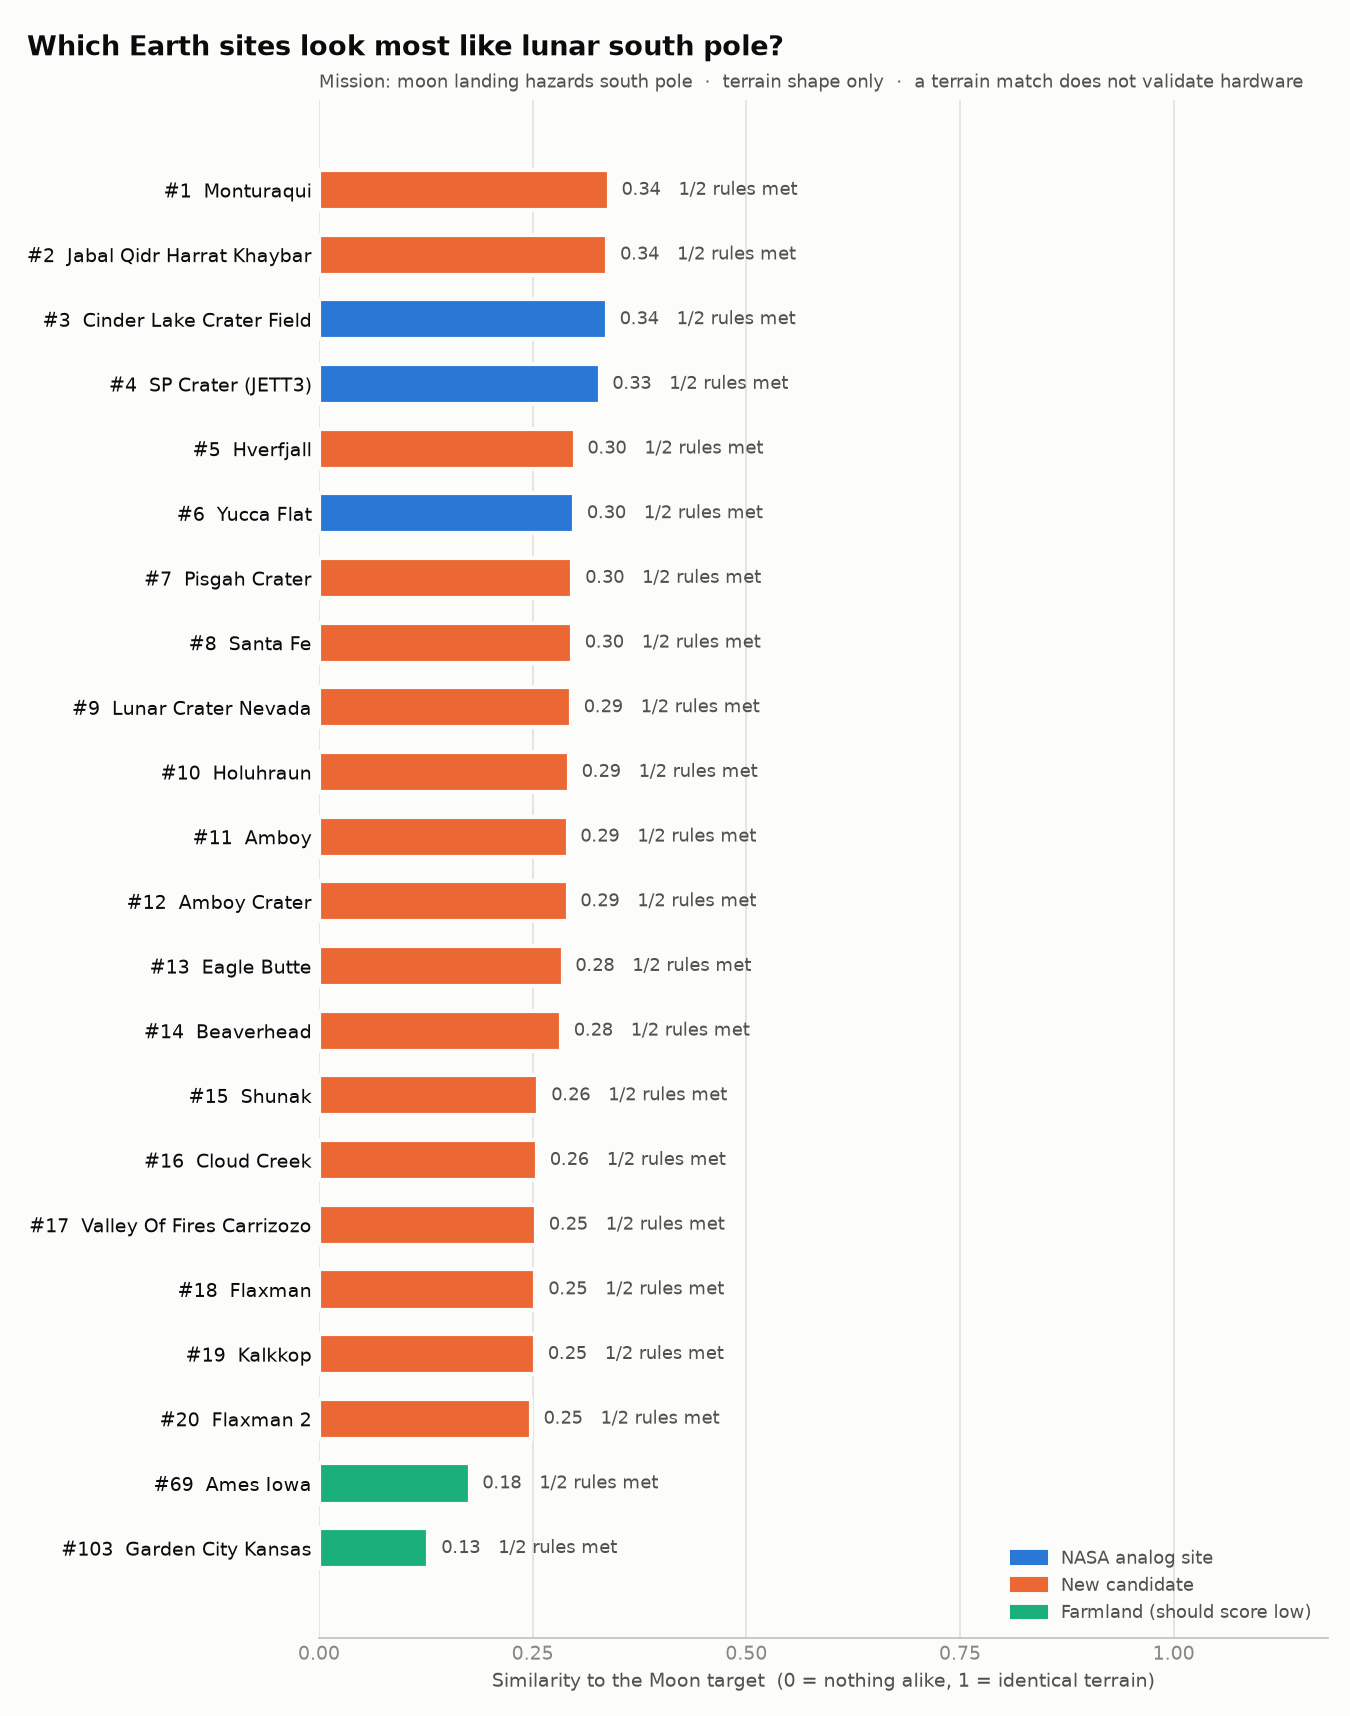 Which Earth sites look most like lunar south pole?
Mission: moon landing hazards south pole · terrain shape only · a terrain match does not validate hardware
#1 Monturaqui 0.34 1/2 rules met
#2 Jabal Qidr Harrat Khaybar 0.34 1/2 rules met
#3 Cinder Lake Crater Field 0.34 1/2 rules met
#4 SP Crater (JETT3) 0.33 1/2 rules met
#5 Hverfjall 0.30 1/2 rules met
#6 Yucca Flat 0.30 1/2 rules met
#7 Pisgah Crater 0.30 1/2 rules met
#8 Santa Fe 0.30 1/2 rules met
#9 Lunar Crater Nevada 0.29 1/2 rules met
#10 Holuhraun 0.29 1/2 rules met
#11 Amboy 0.29 1/2 rules met
#12 Amboy Crater 0.29 1/2 rules met
#13 Eagle Butte 0.28 1/2 rules met
#14 Beaverhead 0.28 1/2 rules met
#15 Shunak 0.26 1/2 rules met
#16 Cloud Creek 0.26 1/2 rules met
#17 Valley Of Fires Carrizozo 0.25 1/2 rules met
#18 Flaxman 0.25 1/2 rules met
#19 Kalkkop 0.25 1/2 rules met
#20 Flaxman 2 0.25 1/2 rules met
#69 Ames Iowa 0.18 1/2 rules met
#103 Garden City Kansas 0.13 1/2 rules met
NASA analog site
New candidate
Farmland (should score low)
0.00 0.25 0.50 0.75 1.00
Similarity to the Moon target (0 = nothing alike, 1 = identical terrain)